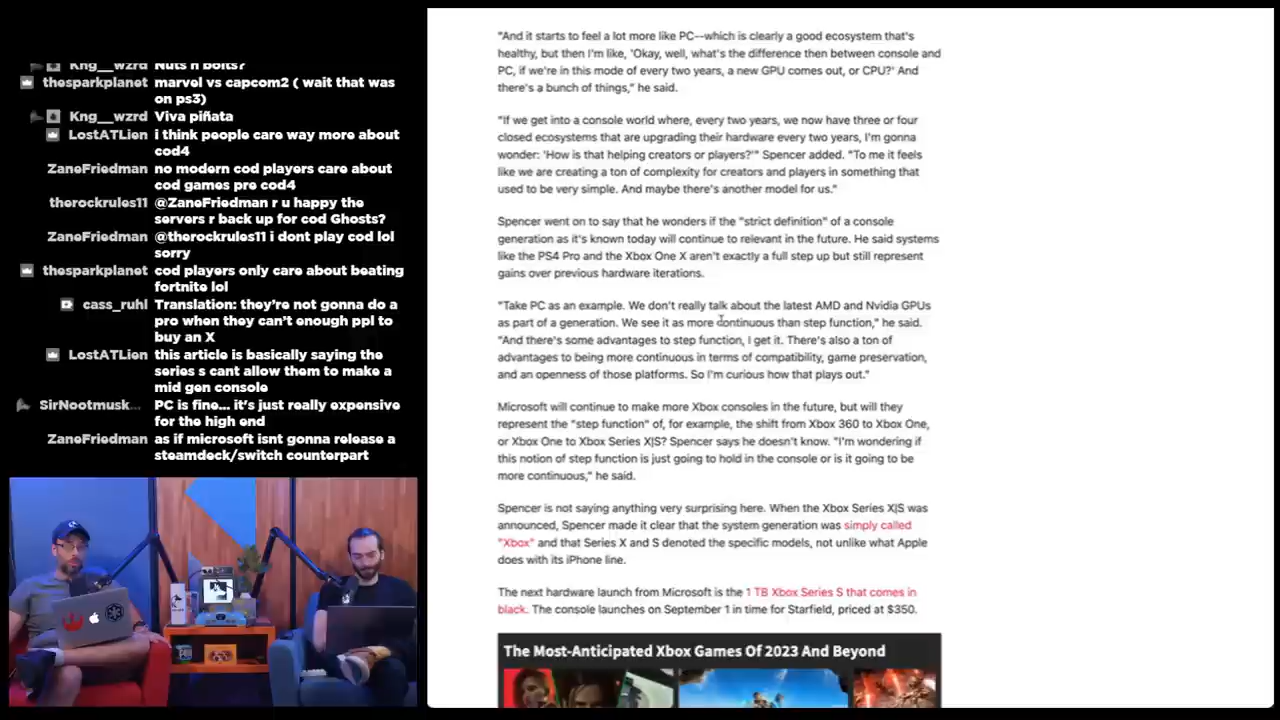 Kng__wzrd Nuts n bolts?
thesparkplanet marvel vs capcom2 ( wait that was
on ps3)
Kng__wzrd Viva piñata
LostATLien i think people care way more about
cod4
ZaneFriedman no modern cod players care about
cod games pre cod4
therockrules11 @ZaneFriedman r u happy the
servers r back up for cod Ghosts?
ZaneFriedman @therockrules11 i dont play cod lol
sorry
thesparkplanet cod players only care about beating
fortnite lol
cass_ruhl Translation: they're not gonna do a
pro when they can't enough ppl to
buy an X
LostATLien this article is basically saying the
series s cant allow them to make a
mid gen console
SirNootmusk... PC is fine... it's just really expensive
for the high end
ZaneFriedman as if microsoft isnt gonna release a
steamdeck/switch counterpart
"And it starts to feel a lot more like PC--which is clearly a good ecosystem that's
healthy, but then I'm like, 'Okay, well, what's the difference then between console and
PC, if we're in this mode of every two years, a new GPU comes out, or CPU?' And
there's a bunch of things," he said.
"If we get into a console world where, every two years, we now have three or four
closed ecosystems that are upgrading their hardware every two years, I'm gonna
wonder: 'How is that helping creators or players?'" Spencer added. "To me it feels
like we are creating a ton of complexity for creators and players in something that
used to be very simple. And maybe there's another model for us."
Spencer went on to say that he wonders if the "strict definition" of a console
generation as it's known today will continue to relevant in the future. He said systems
like the PS4 Pro and the Xbox One X aren't exactly a full step up but still represent
gains over previous hardware iterations.
"Take PC as an example. We don't really talk about the latest AMD and Nvidia GPUs
as part of a generation. We see it as more continuous than step function," he said.
"And there's some advantages to step function, I get it. There's also a ton of
advantages to being more continuous in terms of compatibility, game preservation,
and an openness of those platforms. So I'm curious how that plays out."
Microsoft will continue to make more Xbox consoles in the future, but will they
represent the "step function" of, for example, the shift from Xbox 360 to Xbox One,
or Xbox One to Xbox Series X|S? Spencer says he doesn't know. "I'm wondering if
this notion of step function is just going to hold in the console or is it going to be
more continuous," he said.
Spencer is not saying anything very surprising here. When the Xbox Series X|S was
announced, Spencer made it clear that the system generation was simply called
"Xbox" and that Series X and S denoted the specific models, not unlike what Apple
does with its iPhone line.
The next hardware launch from Microsoft is the 1 TB Xbox Series S that comes in
black. The console launches on September 1 in time for Starfield, priced at $350.
The Most-Anticipated Xbox Games Of 2023 And Beyond